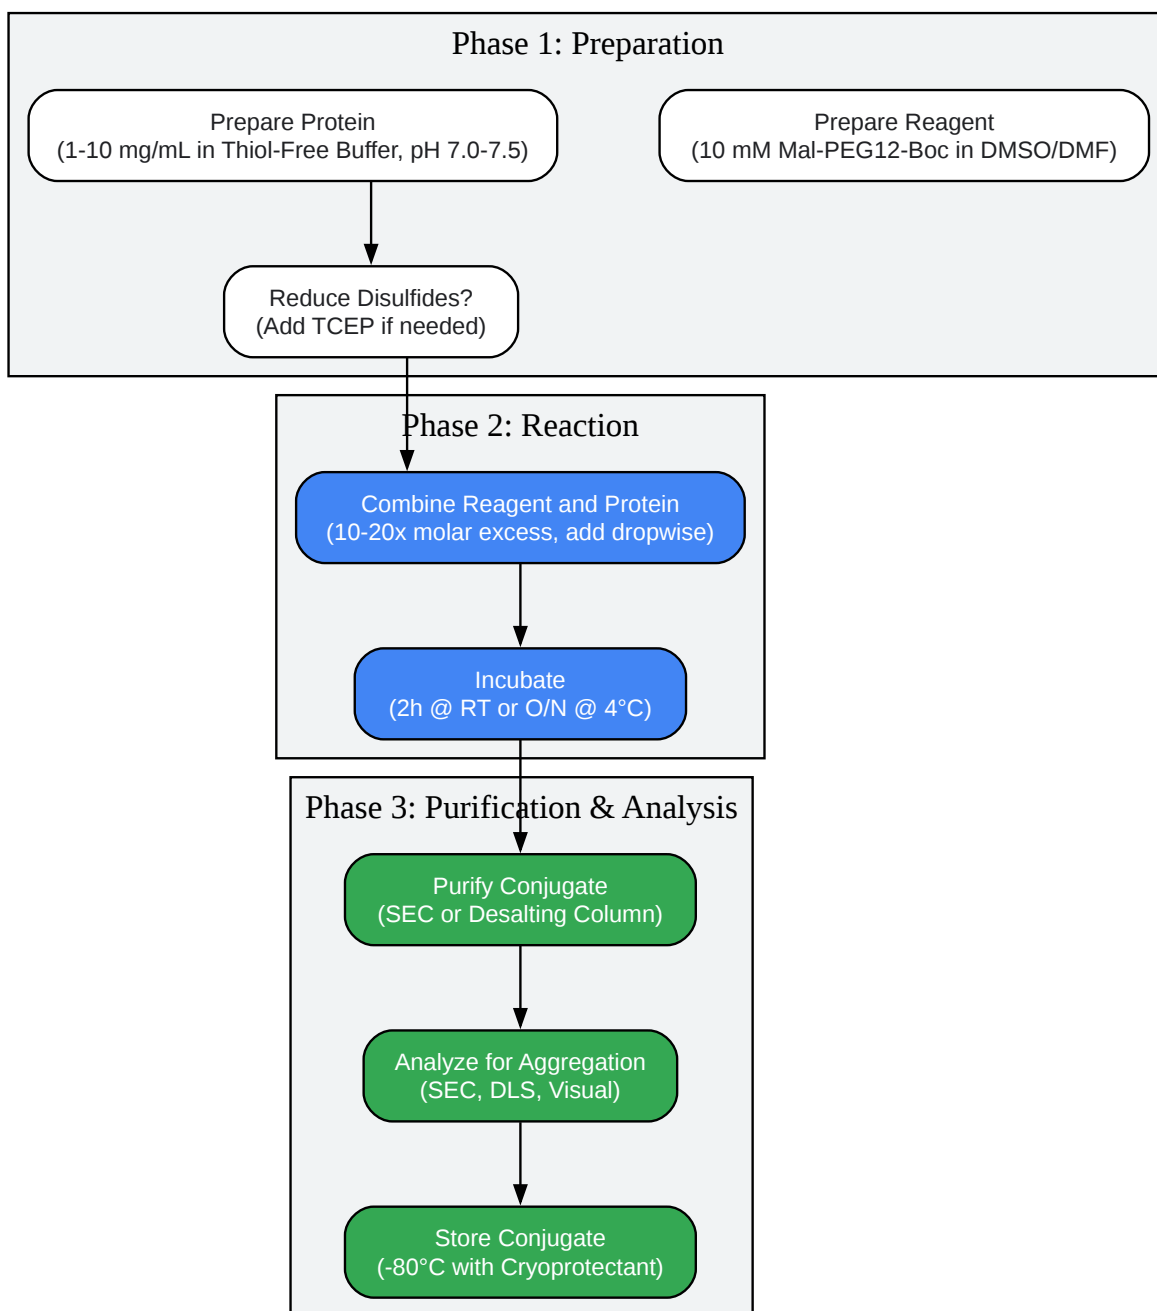 Phase 1: Preparation
Prepare Protein
(1-10 mg/mL in Thiol-Free Buffer, pH 7.0-7.5)
Prepare Reagent
(10 mM Mal-PEG12-Boc in DMSO/DMF)
Reduce Disulfides?
(Add TCEP if needed)
Phase 2: Reaction
Combine Reagent and Protein
(10-20x molar excess, add dropwise)
Incubate
(2h @ RT or O/N @ 4°C)
Phase 3: Purification & Analysis
Purify Conjugate
(SEC or Desalting Column)
Analyze for Aggregation
(SEC, DLS, Visual)
Store Conjugate
(-80°C with Cryoprotectant)